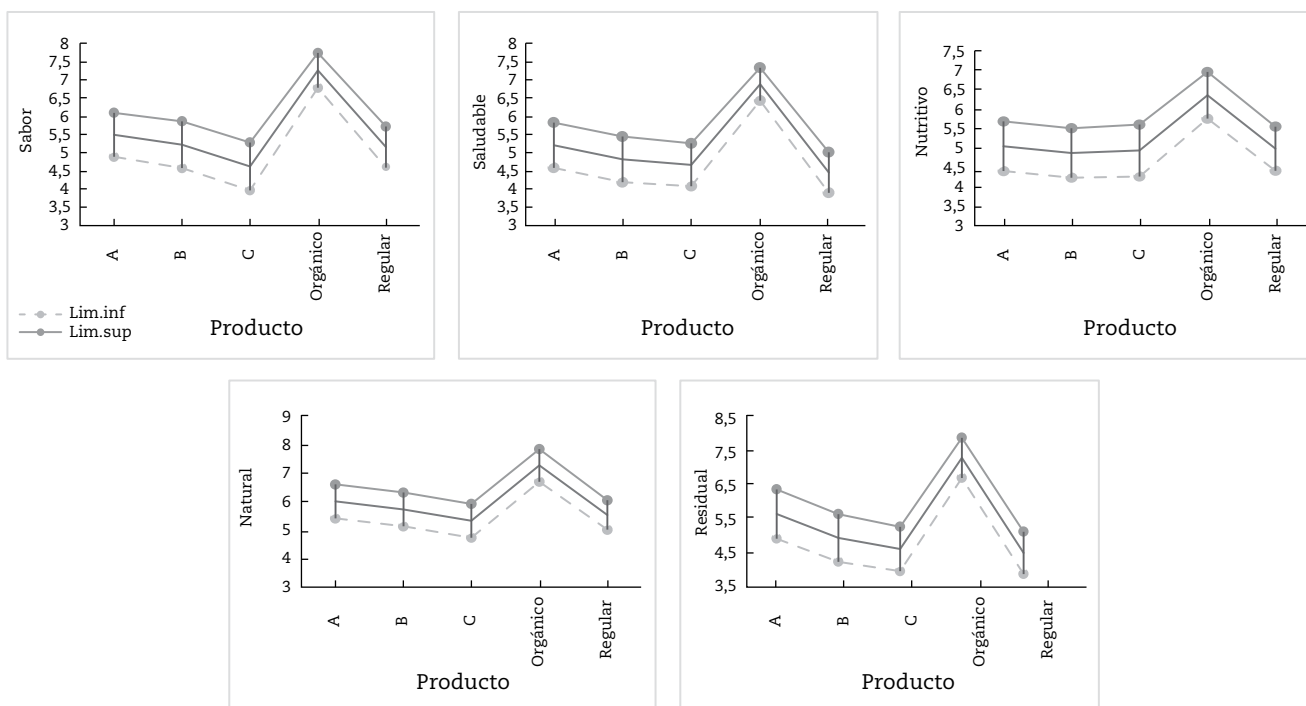 Sabor
8
7,5
7
6,5
6
5,5
5
4,5
4
3,5
3
A
B
C
Orgánico
Regular
Producto
Lim.inf
Lim.sup
Saludable
8
7,5
7
6,5
6
5,5
5
4,5
4
3,5
3
A
B
C
Orgánico
Regular
Producto
Nutritivo
7,5
7
6,5
6
5,5
5
4,5
4
3,5
3
A
B
C
Orgánico
Regular
Producto
Natural
9
8
7
6
5
4
3
A
B
C
Orgánico
Regular
Producto
Residual
8,5
7,5
6,5
5,5
4,5
3,5
A
B
C
Orgánico
Regular
Producto